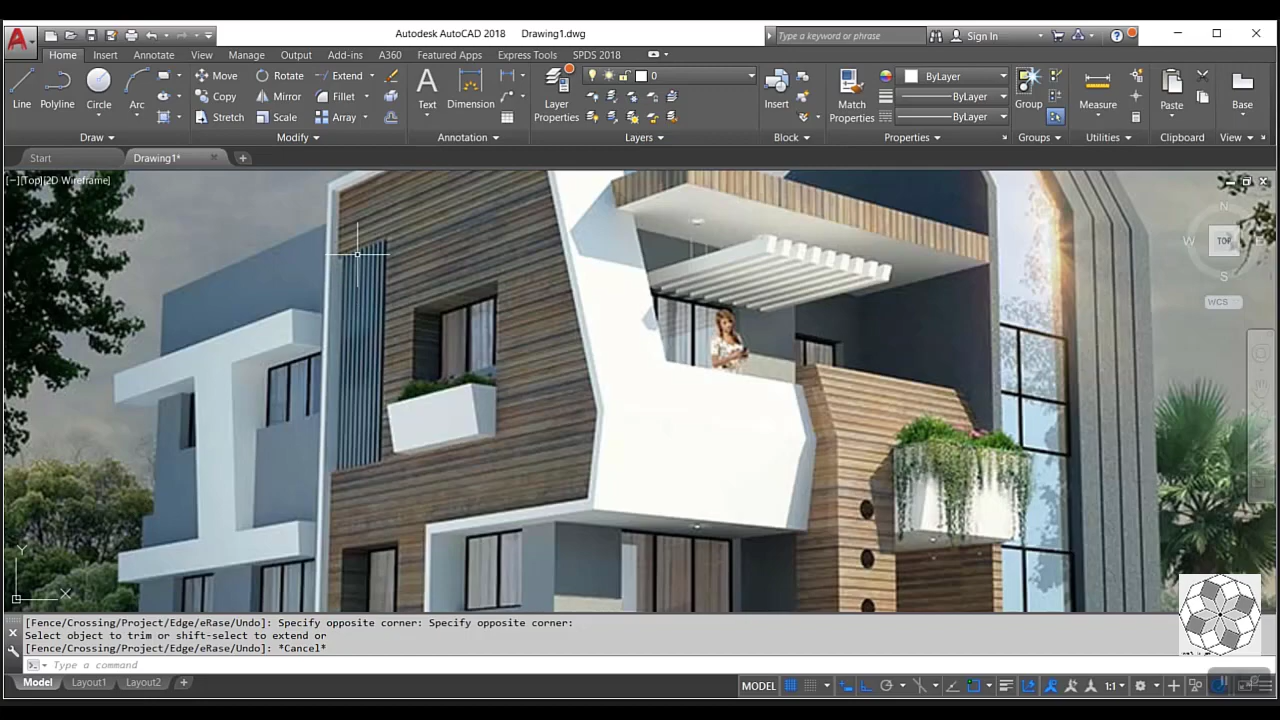 Autodesk AutoCAD 2018 Drawing1.dwg
Type a keyword or phrase
Sign In
Home Insert Annotate View Manage Output Add-ins A360 Featured Apps Express Tools SPDS 2018
Line Polyline Circle Arc
Move Rotate Extend
Copy Mirror Fillet
Stretch Scale Array
Text Dimension
Layer Properties
0
Insert
Match Properties
ByLayer
ByLayer
ByLayer
Group
Measure
Paste
Base
Draw Modify Annotation Layers Block Properties Groups Utilities Clipboard View
Start Drawing1*
[−][Top][2D Wireframe]
N
W TOP E
S
WCS
Y
X
[Fence/Crossing/Project/Edge/eRase/Undo]: Specify opposite corner: Specify opposite corner:
Select object to trim or shift-select to extend or
[Fence/Crossing/Project/Edge/eRase/Undo]: *Cancel*
Type a command
Model Layout1 Layout2
MODEL 1:1